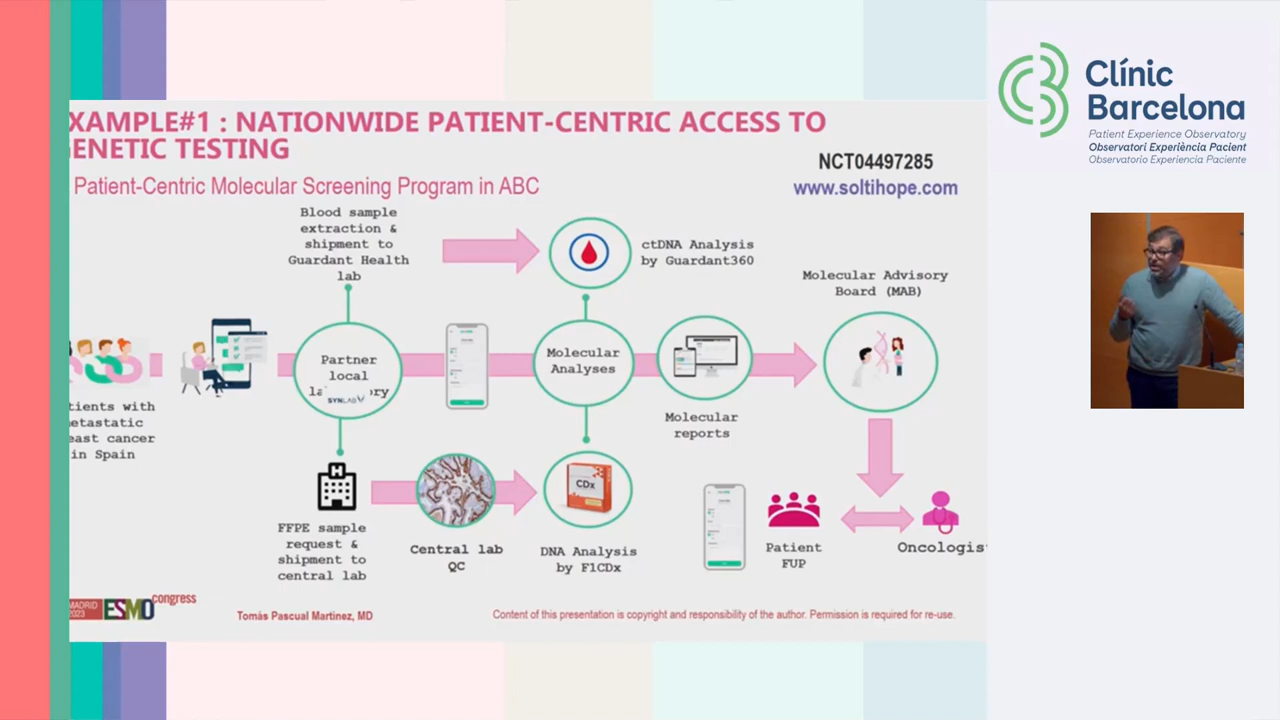 XAMPLE#1 : NATIONWIDE PATIENT-CENTRIC ACCESS TO
ENETIC TESTING
Patient-Centric Molecular Screening Program in ABC
NCT04497285
www.soltihope.com
Blood sample
extraction &
shipment to
Guardant Health
lab
ctDNA Analysis
by Guardant360
Molecular Advisory
Board (MAB)
tients with
etastatic
east cancer
in Spain
Partner
local
ory
SYNLAB
Molecular
Analyses
Molecular
reports
FFPE sample
request &
shipment to
central lab
Central lab
QC
CDx
DNA Analysis
by F1CDx
Patient
FUP
Oncologis
MADRID
2023
ESMO congress
Tomás Pascual Martinez, MD
Content of this presentation is copyright and responsibility of the author. Permission is required for re-use.
Clínic
Barcelona
Patient Experience Observatory
Observatori Experiència Pacient
Observatorio Experiencia Paciente